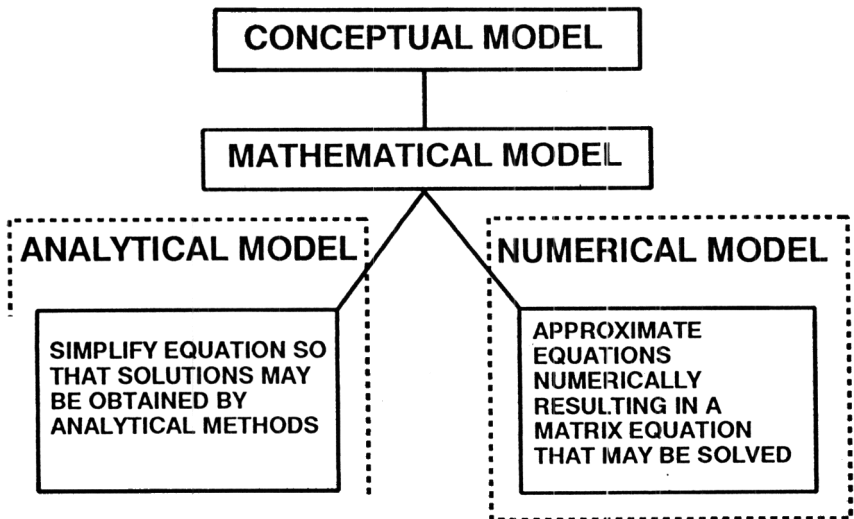 CONCEPTUAL MODEL
MATHEMATICAL MODEL
ANALYTICAL MODEL
SIMPLIFY EQUATION SO
THAT SOLUTIONS MAY
BE OBTAINED BY
ANALYTICAL METHODS
NUMERICAL MODEL
APPROXIMATE
EQUATIONS
NUMERICALLY
RESULTING IN A
MATRIX EQUATION
THAT MAY BE SOLVED